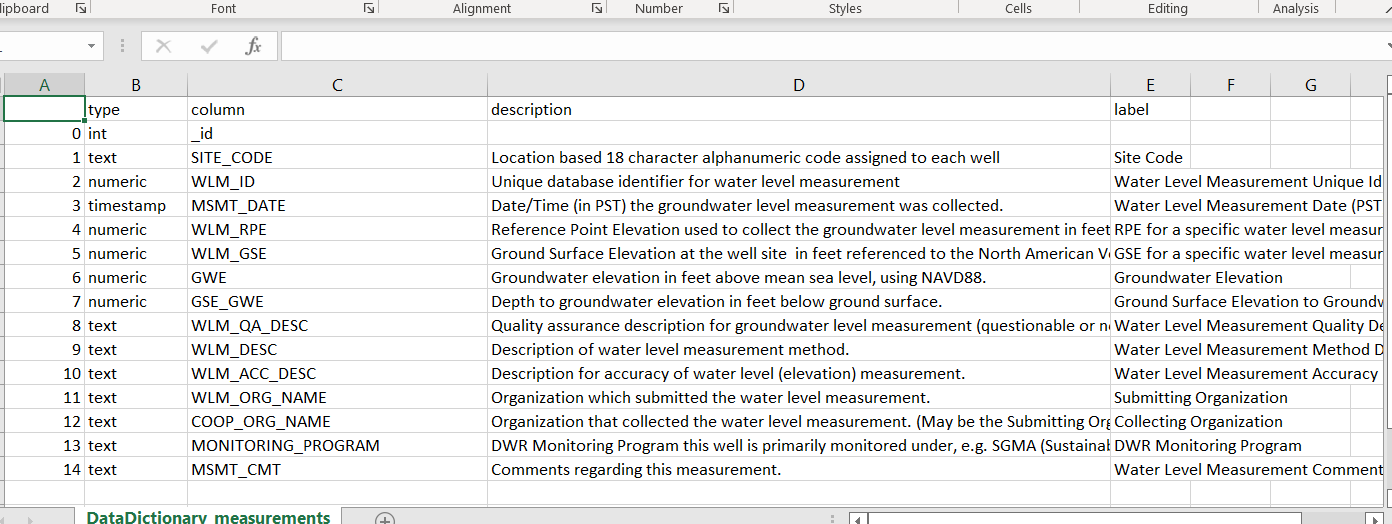 lipboard Font Alignment Number Styles Cells Editing Analysis
fx
A B C D E F G
type column description label
0 int _id
1 text SITE_CODE Location based 18 character alphanumeric code assigned to each well Site Code
2 numeric WLM_ID Unique database identifier for water level measurement Water Level Measurement Unique Id
3 timestamp MSMT_DATE Date/Time (in PST) the groundwater level measurement was collected. Water Level Measurement Date (PST
4 numeric WLM_RPE Reference Point Elevation used to collect the groundwater level measurement in feet RPE for a specific water level measur
5 numeric WLM_GSE Ground Surface Elevation at the well site in feet referenced to the North American V GSE for a specific water level measur
6 numeric GWE Groundwater elevation in feet above mean sea level, using NAVD88. Groundwater Elevation
7 numeric GSE_GWE Depth to groundwater elevation in feet below ground surface. Ground Surface Elevation to Ground
8 text WLM_QA_DESC Quality assurance description for groundwater level measurement (questionable or n Water Level Measurement Quality D
9 text WLM_DESC Description of water level measurement method. Water Level Measurement Method D
10 text WLM_ACC_DESC Description for accuracy of water level (elevation) measurement. Water Level Measurement Accuracy
11 text WLM_ORG_NAME Organization which submitted the water level measurement. Submitting Organization
12 text COOP_ORG_NAME Organization that collected the water level measurement. (May be the Submitting Org Collecting Organization
13 text MONITORING_PROGRAM DWR Monitoring Program this well is primarily monitored under, e.g. SGMA (Sustainab DWR Monitoring Program
14 text MSMT_CMT Comments regarding this measurement. Water Level Measurement Comment
DataDictionary_measurements